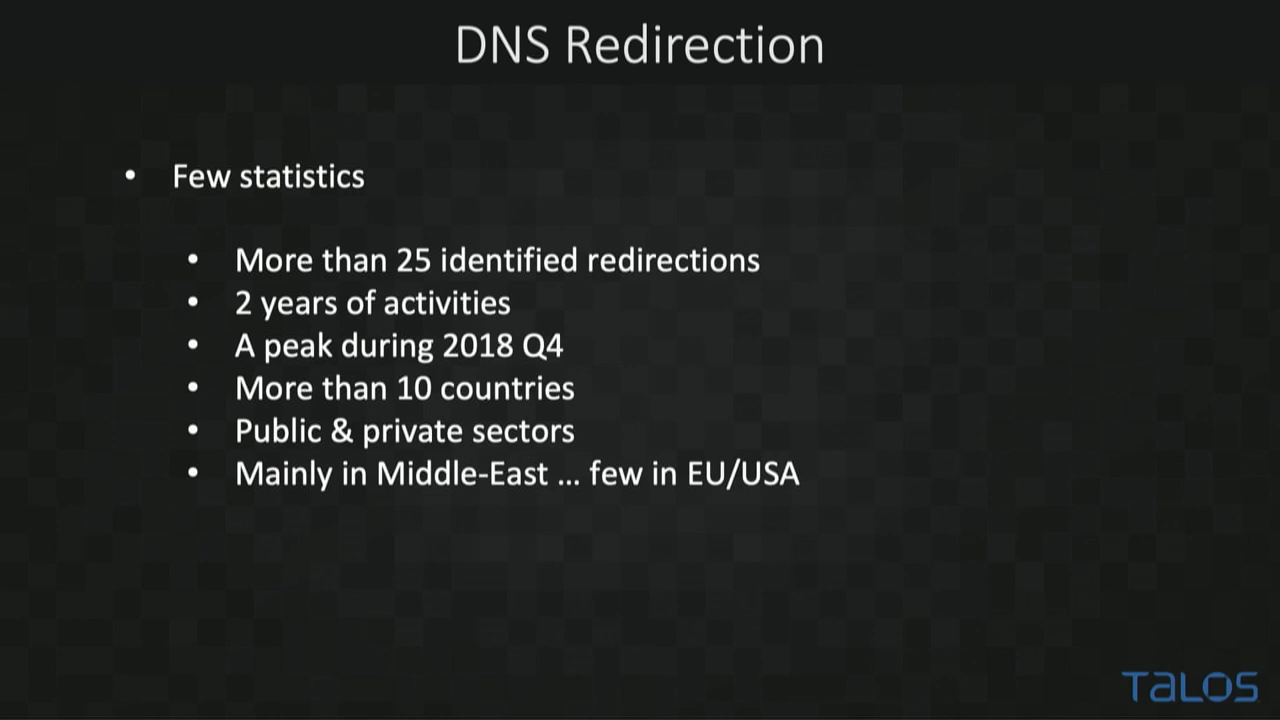 DNS Redirection
• Few statistics
• More than 25 identified redirections
• 2 years of activities
• A peak during 2018 Q4
• More than 10 countries
• Public & private sectors
• Mainly in Middle-East ... few in EU/USA
TALOS